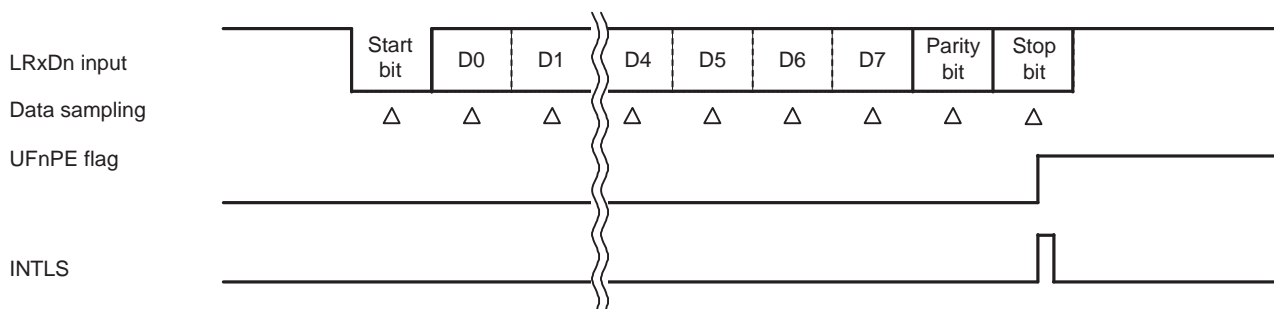 LRxDn input
Start bit
D0
D1
D4
D5
D6
D7
Parity bit
Stop bit
Data sampling
UFnPE flag
INTLS